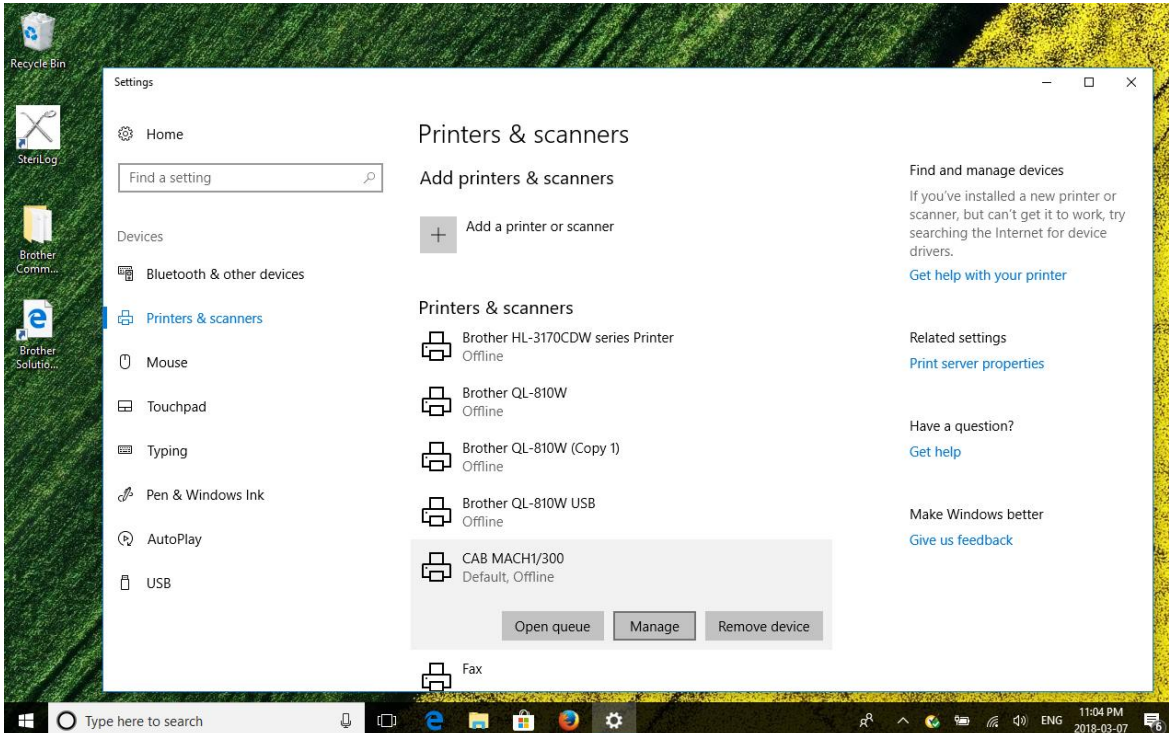 Recycle Bin
SteriLog
Brother
Comm...
Brother
Solutio...
Settings
Home
Find a setting
Devices
Bluetooth & other devices
Printers & scanners
Mouse
Touchpad
Typing
Pen & Windows Ink
AutoPlay
USB
Printers & scanners
Add printers & scanners
Add a printer or scanner
Printers & scanners
Brother HL-3170CDW series Printer
Offline
Brother QL-810W
Offline
Brother QL-810W (Copy 1)
Offline
Brother QL-810W USB
Offline
CAB MACH1/300
Default, Offline
Open queue Manage Remove device
Fax
Find and manage devices
If you've installed a new printer or
scanner, but can't get it to work, try
searching the Internet for device
drivers.
Get help with your printer
Related settings
Print server properties
Have a question?
Get help
Make Windows better
Give us feedback
Type here to search
ENG
11:04 PM
2018-03-07
6